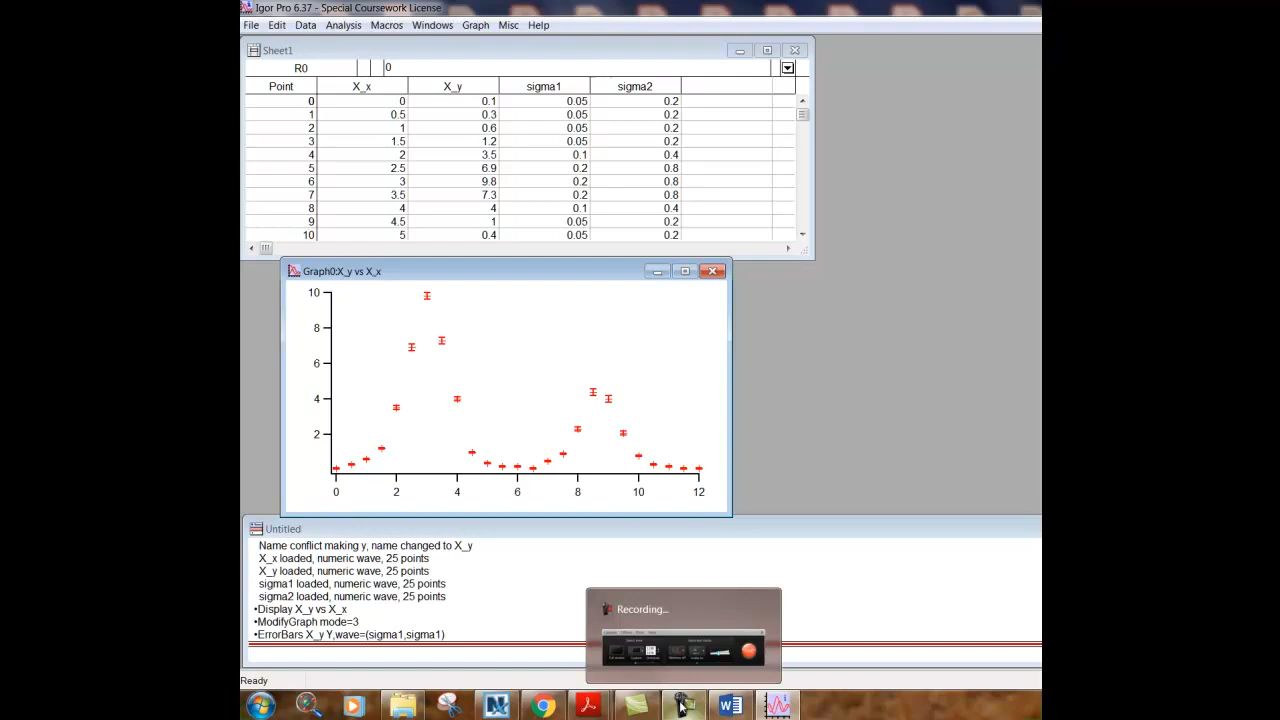 Igor Pro 6.37 - Special Coursework License
File Edit Data Analysis Macros Windows Graph Misc Help
Sheet1
R0 0
Point X_x X_y sigma1 sigma2
0 0 0.1 0.05 0.2
1 0.5 0.3 0.05 0.2
2 1 0.6 0.05 0.2
3 1.5 1.2 0.05 0.2
4 2 3.5 0.1 0.4
5 2.5 6.9 0.2 0.8
6 3 9.8 0.2 0.8
7 3.5 7.3 0.2 0.8
8 4 4 0.1 0.4
9 4.5 1 0.05 0.2
10 5 0.4 0.05 0.2
Graph0:X_y vs X_x
10
8
6
4
2
0 2 4 6 8 10 12
Untitled
Name conflict making y, name changed to X_y
X_x loaded, numeric wave, 25 points
X_y loaded, numeric wave, 25 points
sigma1 loaded, numeric wave, 25 points
sigma2 loaded, numeric wave, 25 points
•Display X_y vs X_x
•ModifyGraph mode=3
•ErrorBars X_y Y,wave=(sigma1,sigma1)
Recording...
Ready